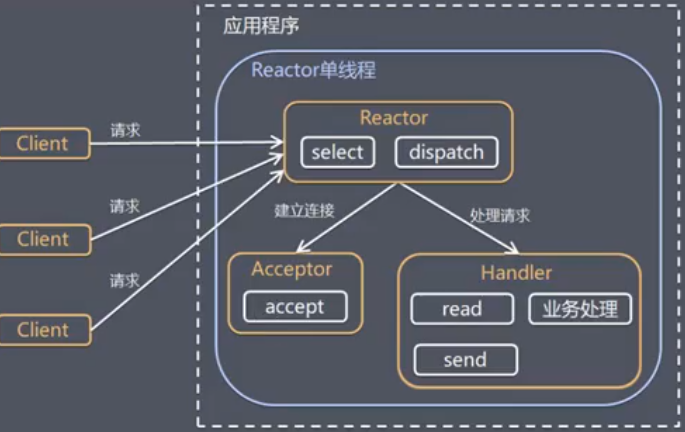 应用程序
Reactor单线程
Reactor
select
dispatch
Client
请求
Client
请求
Client
请求
建立连接
处理请求
Acceptor
accept
Handler
read
业务处理
send